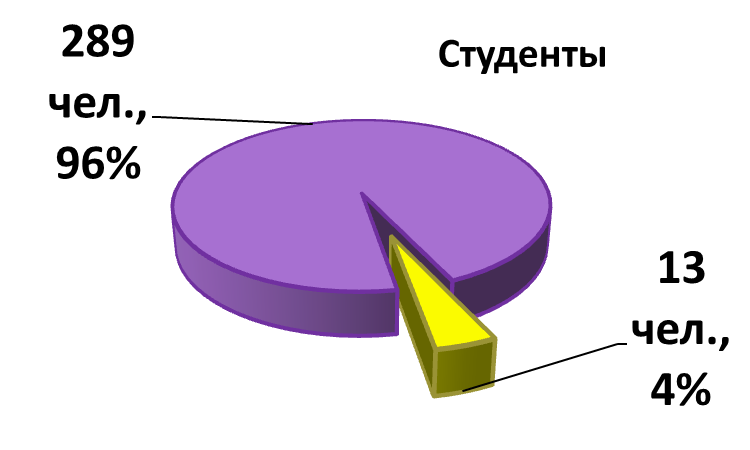 289
чел.,
96%
Студенты
13
чел.,
4%